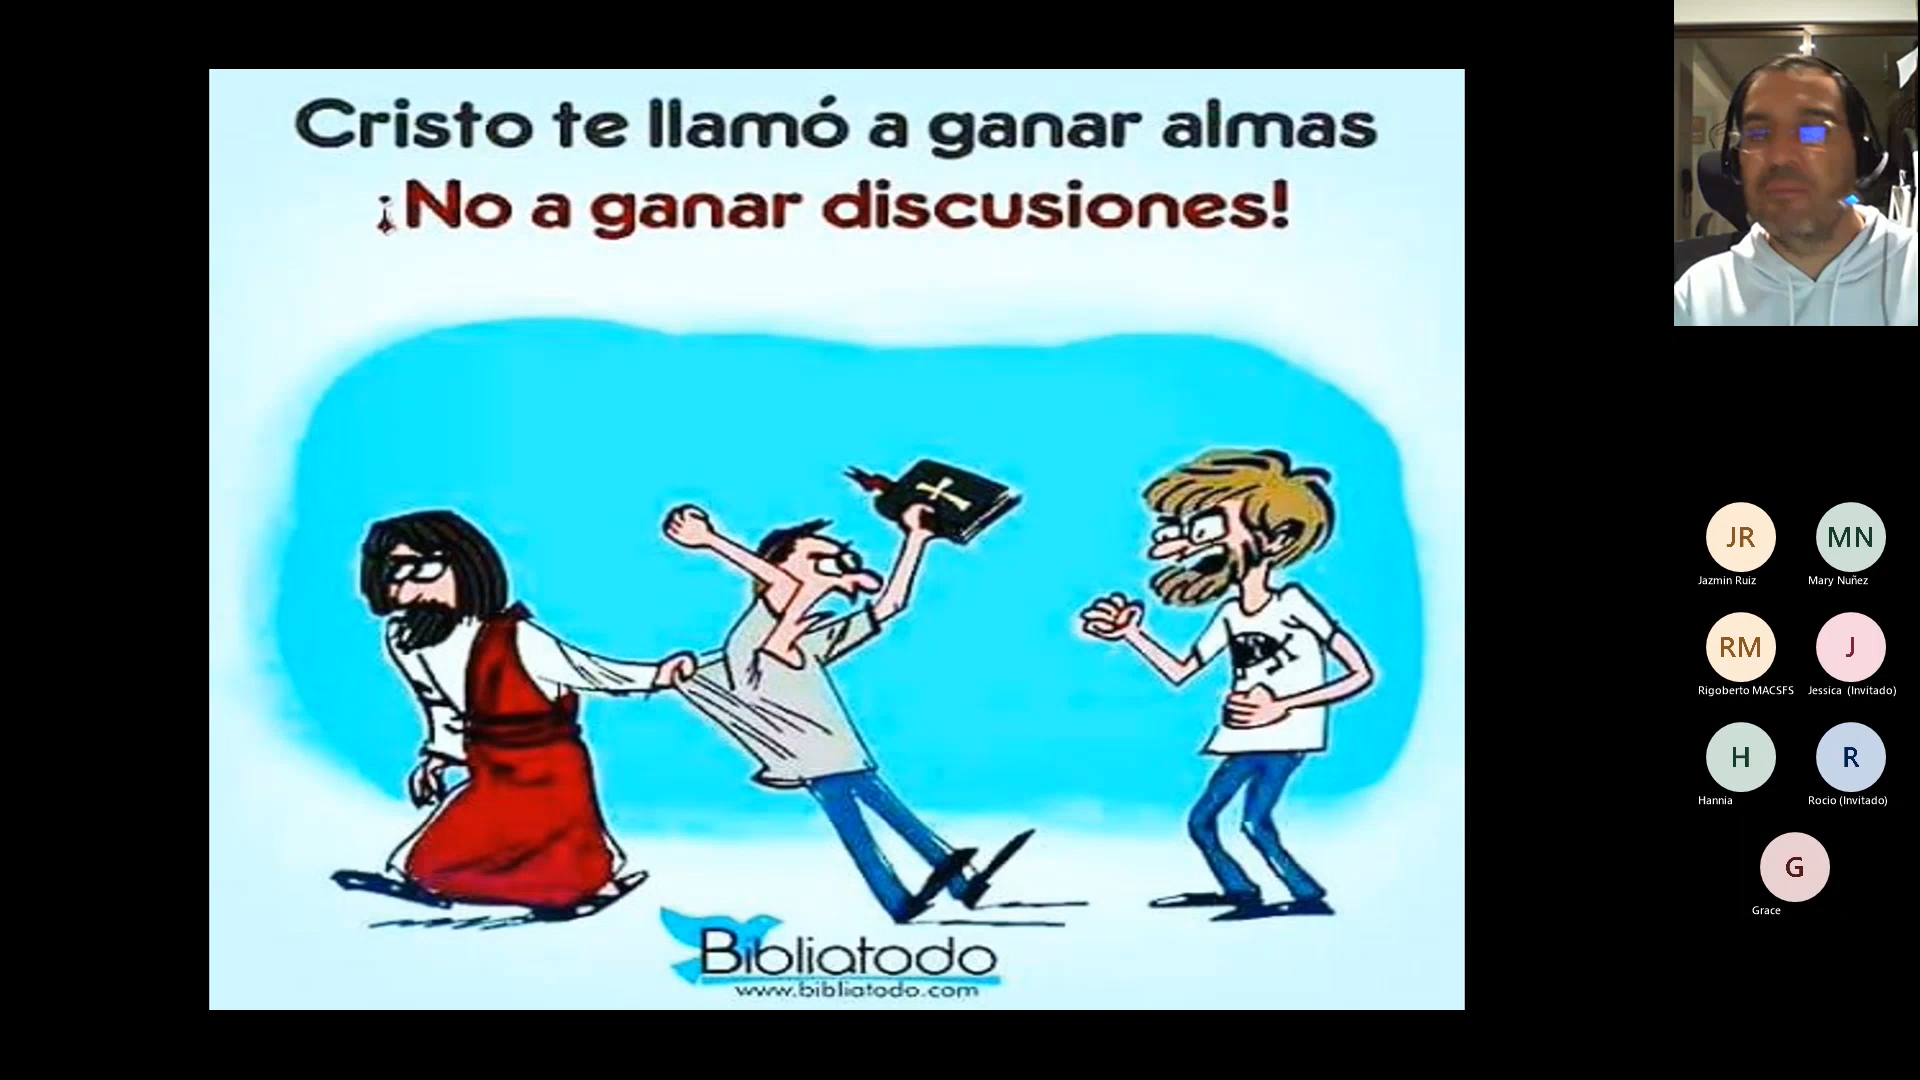 Cristo te llamó a ganar almas
¡No a ganar discusiones!
Bibliatodo
www.bibliatodo.com
JR
Jazmin Ruiz
MN
Mary Nuñez
RM
Rigoberto MACSFS
J
Jessica (Invitado)
H
Hannia
R
Rocio (Invitado)
G
Grace